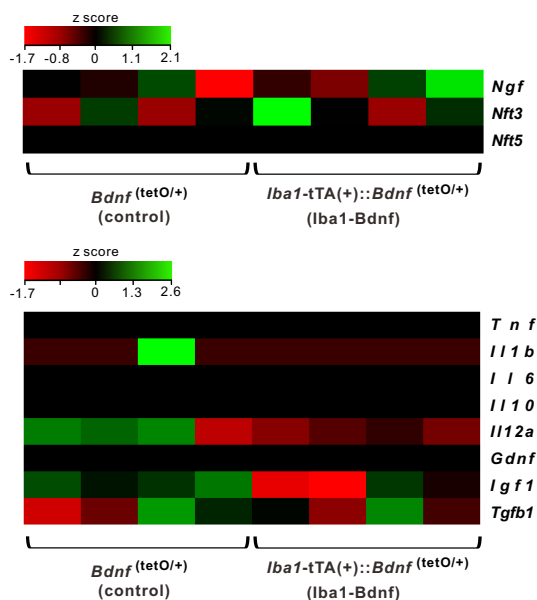 z score
-1.7 -0.8 0 1.1 2.1
Ngf
Nft3
Nft5
Bdnf (tetO/+) Iba1-tTA(+)::Bdnf (tetO/+)
(control) (Iba1-Bdnf)
z score
-1.7 0 1.3 2.6
Tnf
Il1b
Il6
Il10
Il12a
Gdnf
Igf1
Tgfb1
Bdnf (tetO/+) Iba1-tTA(+)::Bdnf (tetO/+)
(control) (Iba1-Bdnf)